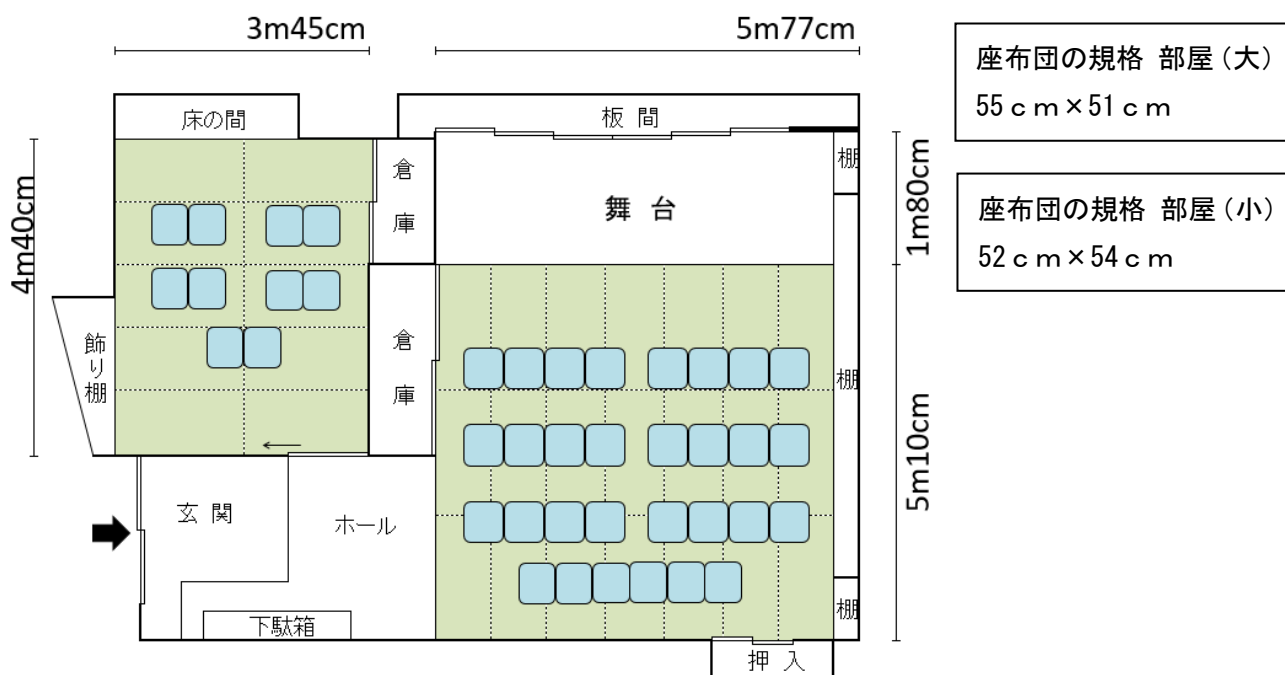 3m45cm
5m77cm
座布団の規格 部屋(大)
55cm×51cm
床の間
板間
倉庫
舞台
棚
4m40cm
1m80cm
座布団の規格 部屋(小)
52cm×54cm
飾り棚
倉庫
棚
5m10cm
玄関
ホール
下駄箱
棚
押入